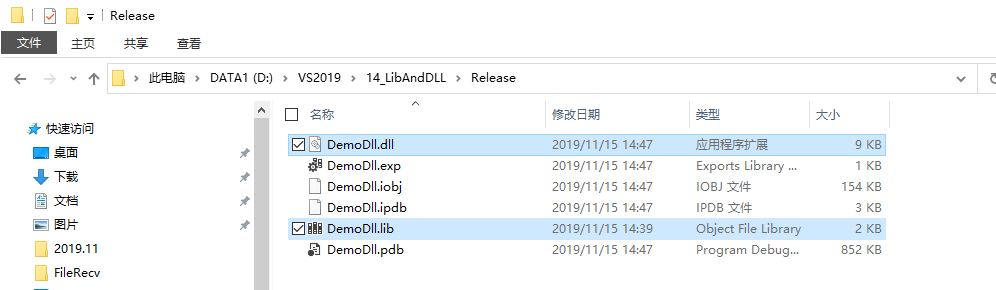 Release
文件 主页 共享 查看
此电脑 DATA1 (D:) VS2019 14_LibAndDLL Release
名称 修改日期 类型 大小
快速访问
桌面
下载
文档
图片
2019.11
FileRecv
DemoDll.dll 2019/11/15 14:47 应用程序扩展 9 KB
DemoDll.exp 2019/11/15 14:47 Exports Library ... 1 KB
DemoDll.iobj 2019/11/15 14:47 IOBJ 文件 154 KB
DemoDll.ipdb 2019/11/15 14:47 IPDB 文件 3 KB
DemoDll.lib 2019/11/15 14:39 Object File Library 2 KB
DemoDll.pdb 2019/11/15 14:47 Program Debug... 852 KB